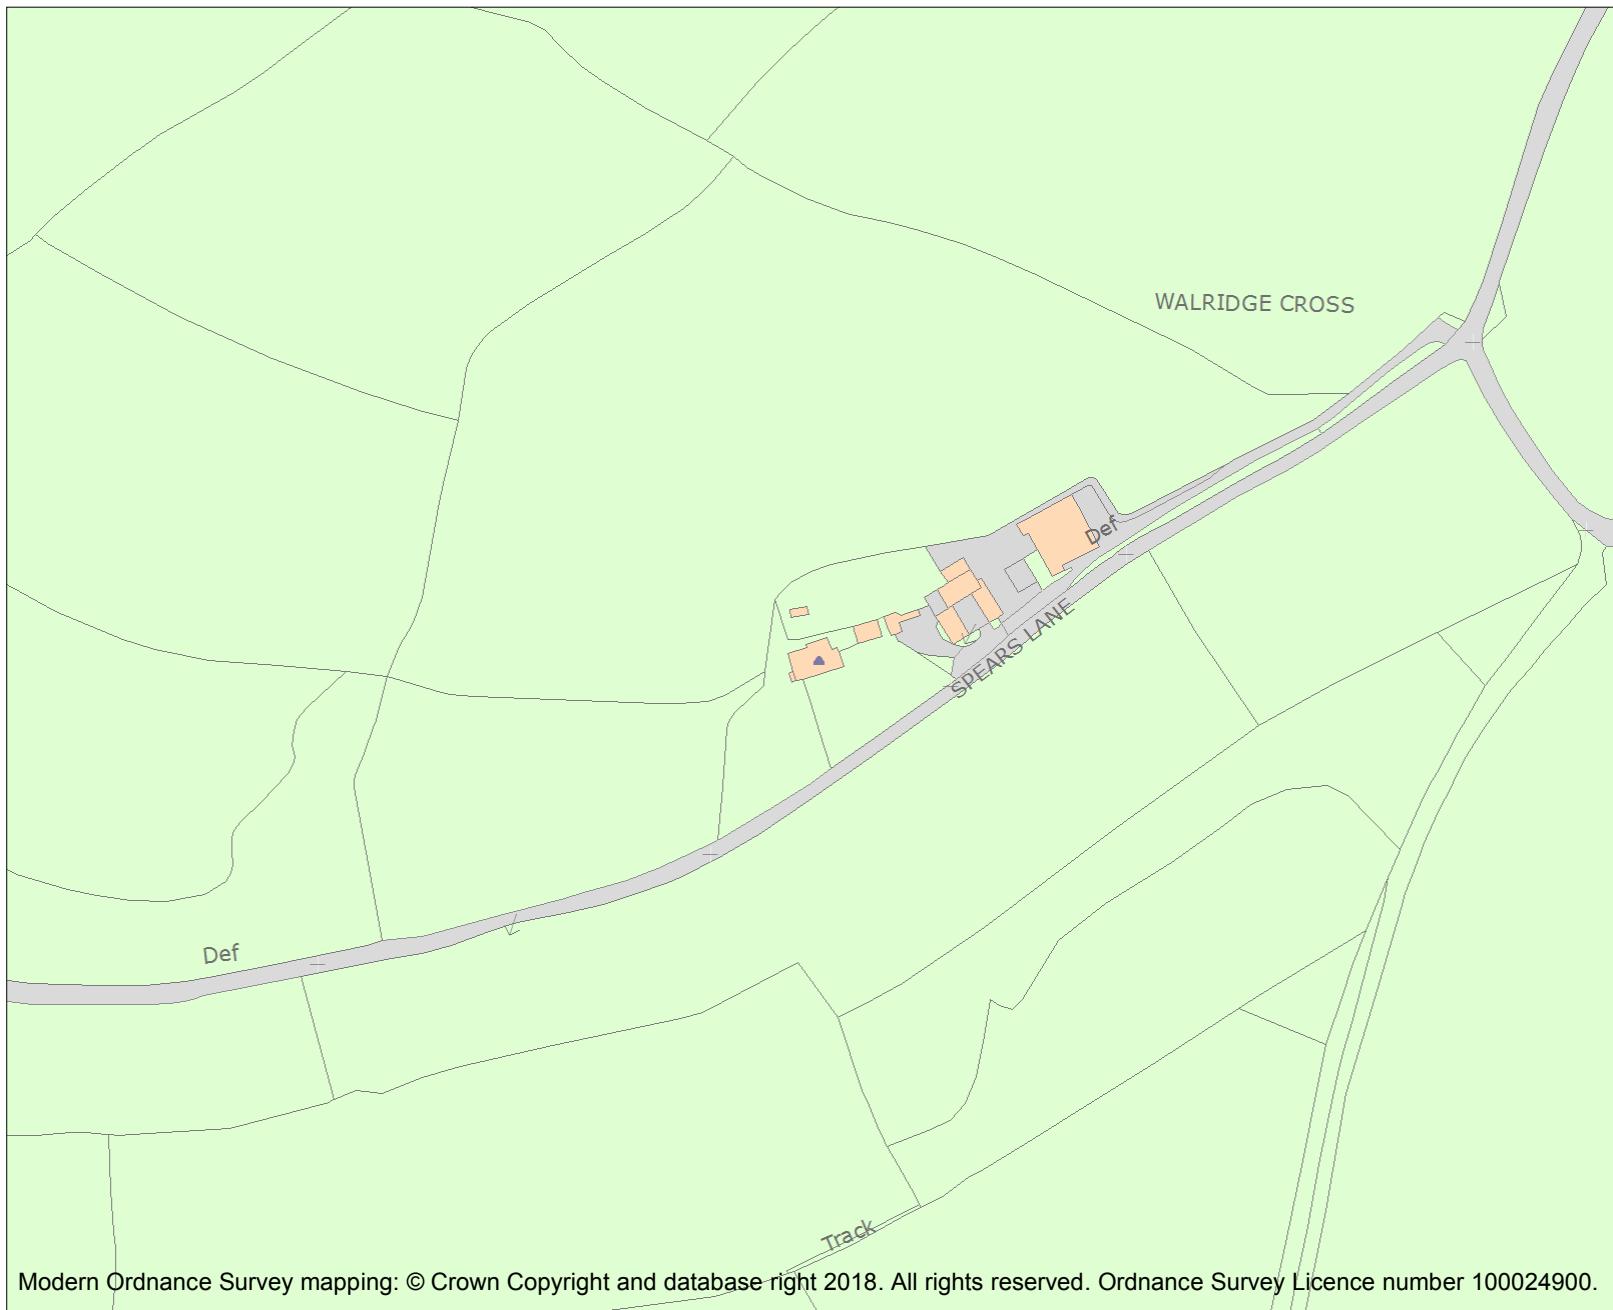 WALRIDGE CROSS
Def
SPEARS LANE
Def
Track
Modern Ordnance Survey mapping: © Crown Copyright and database right 2018. All rights reserved. Ordnance Survey Licence number 100024900.